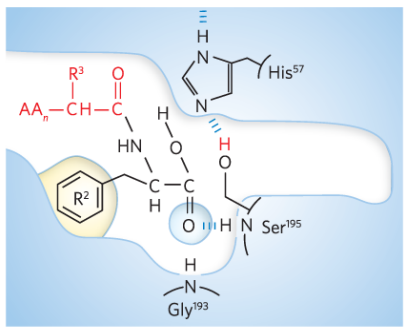 H
N
His⁵⁷
N
R³ O
AAₙ—CH—C
H
H
HN
O
O
R²
C—C
H
O
H N Ser¹⁹⁵
H
N
Gly¹⁹³